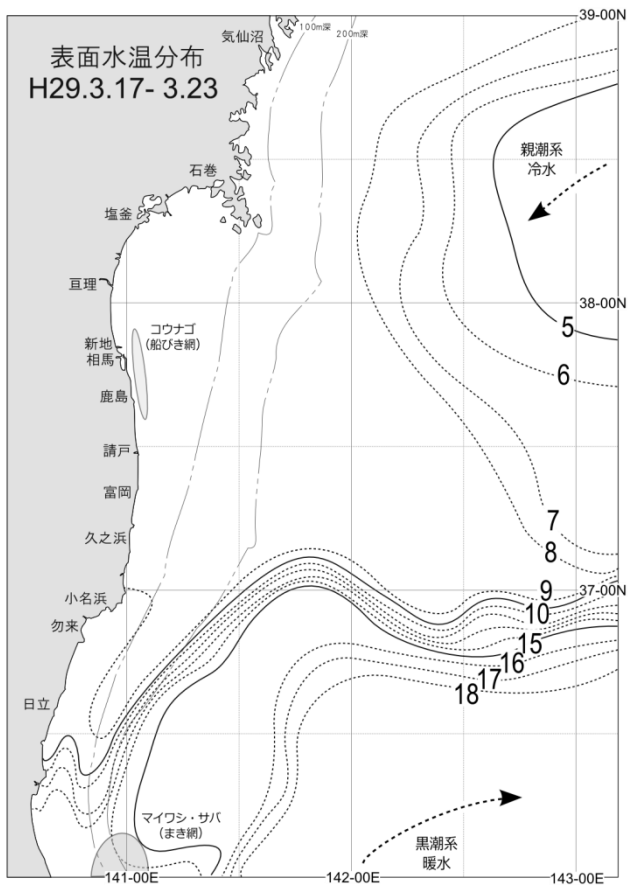 39-00N
100m深
200m深
気仙沼
表面水温分布
H29.3.17- 3.23
親潮系
冷水
石巻
塩釜
亘理
38-00N
5
コウナゴ
(船びき網)
新地
相馬
6
鹿島
請戸
富岡
7
久之浜
8
小名浜
37-00N
9
10
勿来
15
16
17
18
日立
マイワシ・サバ
(まき網)
黒潮系
暖水
141-00E
142-00E
143-00E